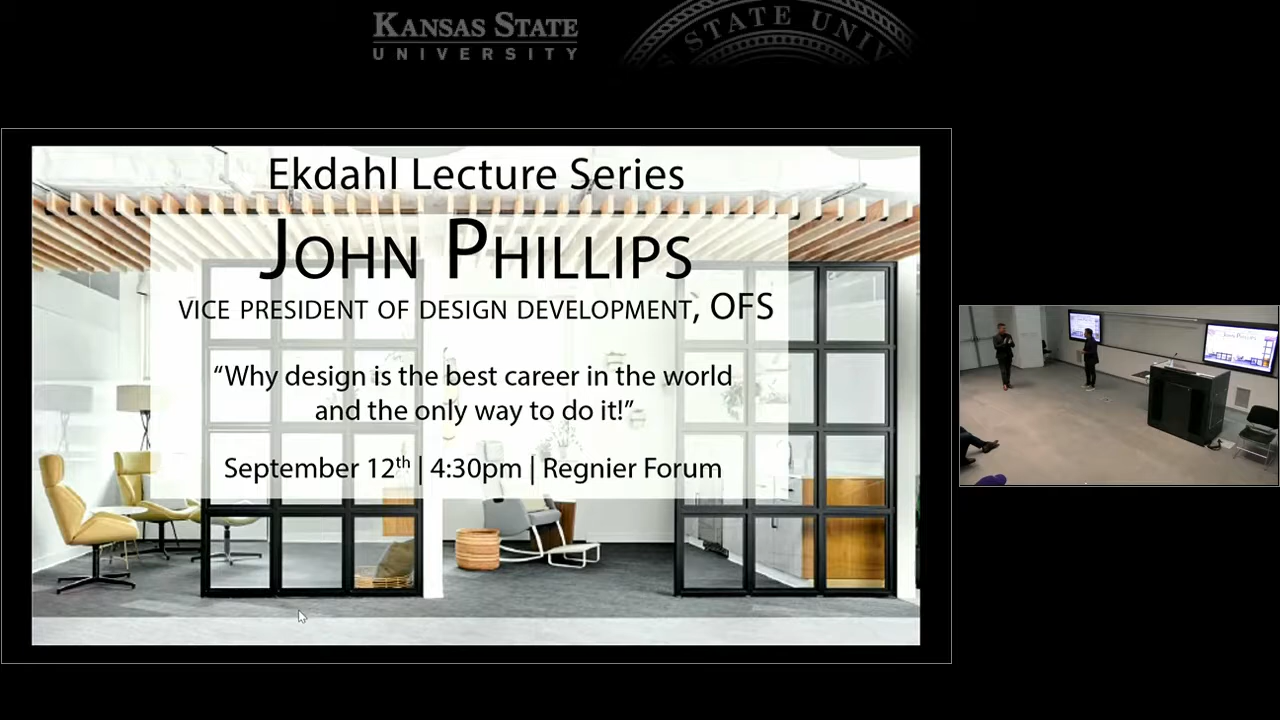 KANSAS STATE
UNIVERSITY
STATE UNIV
Ekdahl Lecture Series
JOHN PHILLIPS
VICE PRESIDENT OF DESIGN DEVELOPMENT, OFS
“Why design is the best career in the world
and the only way to do it!”
September 12th | 4:30pm | Regnier Forum
JOHN PHILLIPS